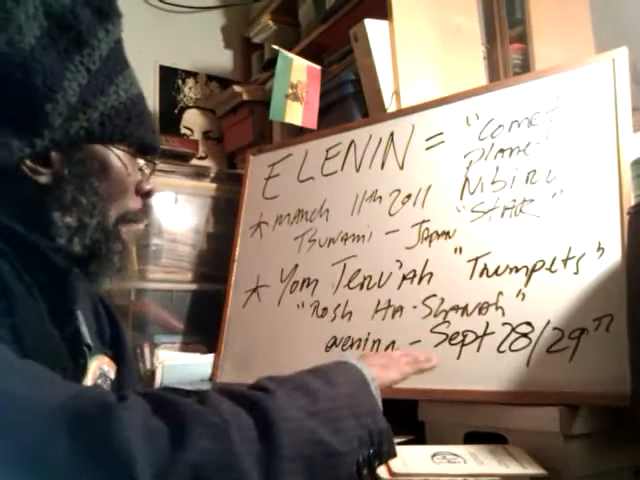 ELENIN = "Comet
Planet
Nibiru
"STAR"
* MARCH 11th 2011
TSUNAMI - JAPAN
* YOM TERU'AH "TRUMPETS"
"ROSH HA-SHANAH"
evening - Sept 28/29"